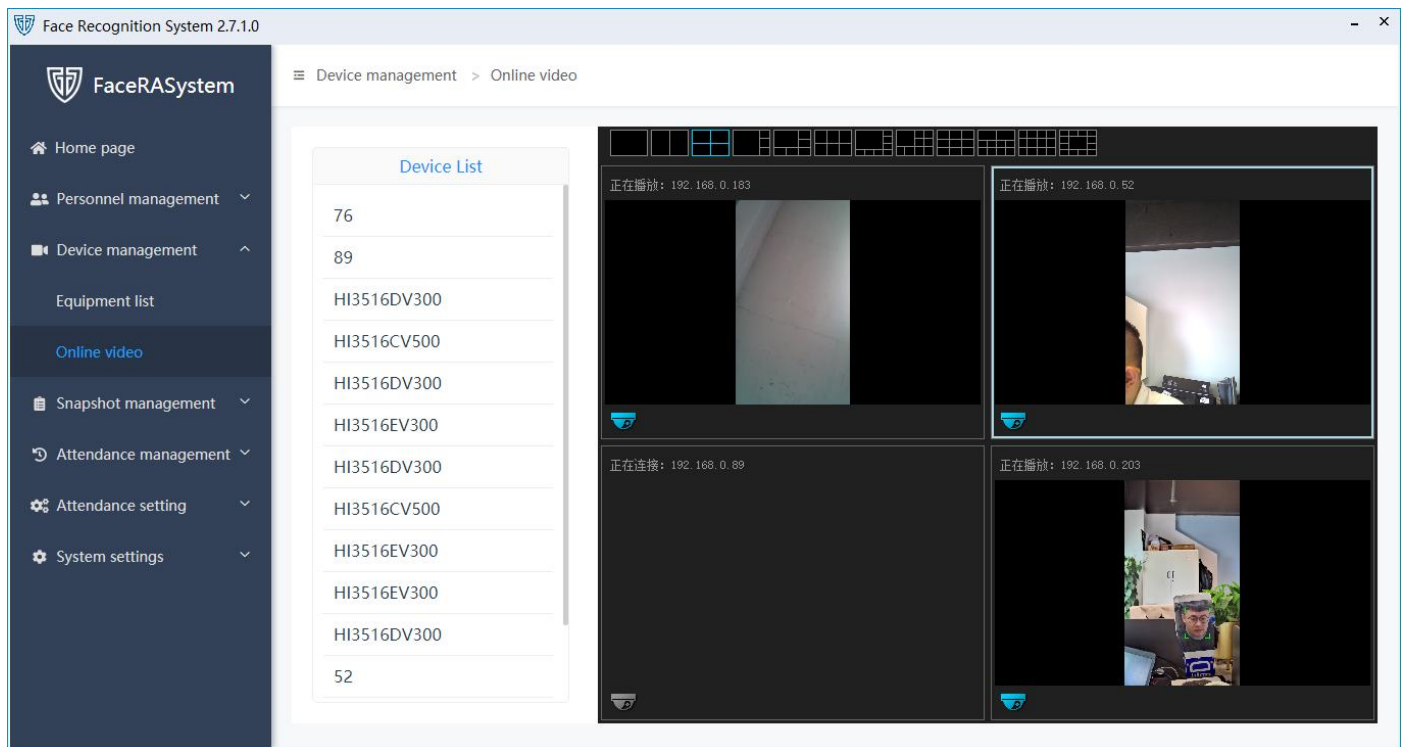 Face Recognition System 2.7.1.0
FaceRASystem
Device management > Online video
Home page
Personnel management
Device management
Equipment list
Online video
Snapshot management
Attendance management
Attendance setting
System settings
Device List
76
89
HI3516DV300
HI3516CV500
HI3516DV300
HI3516EV300
HI3516DV300
HI3516CV500
HI3516EV300
HI3516EV300
HI3516DV300
52
正在播放: 192.168.0.183
正在播放: 192.168.0.52
正在连接: 192.168.0.89
正在播放: 192.168.0.203